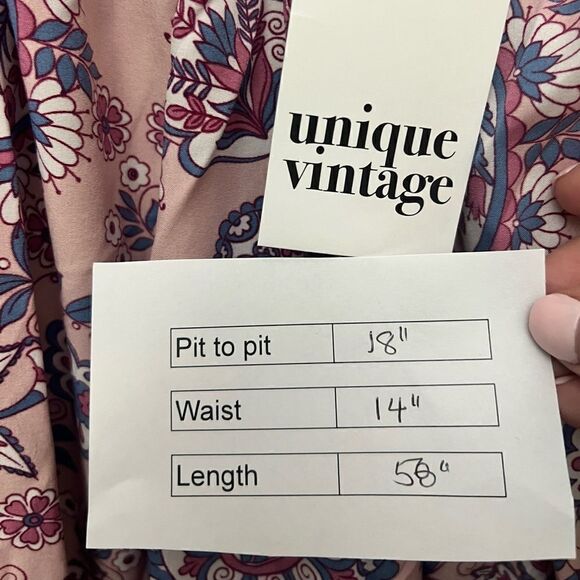 unique
vintage
Pit to pit 18"
Waist 14"
Length 58"